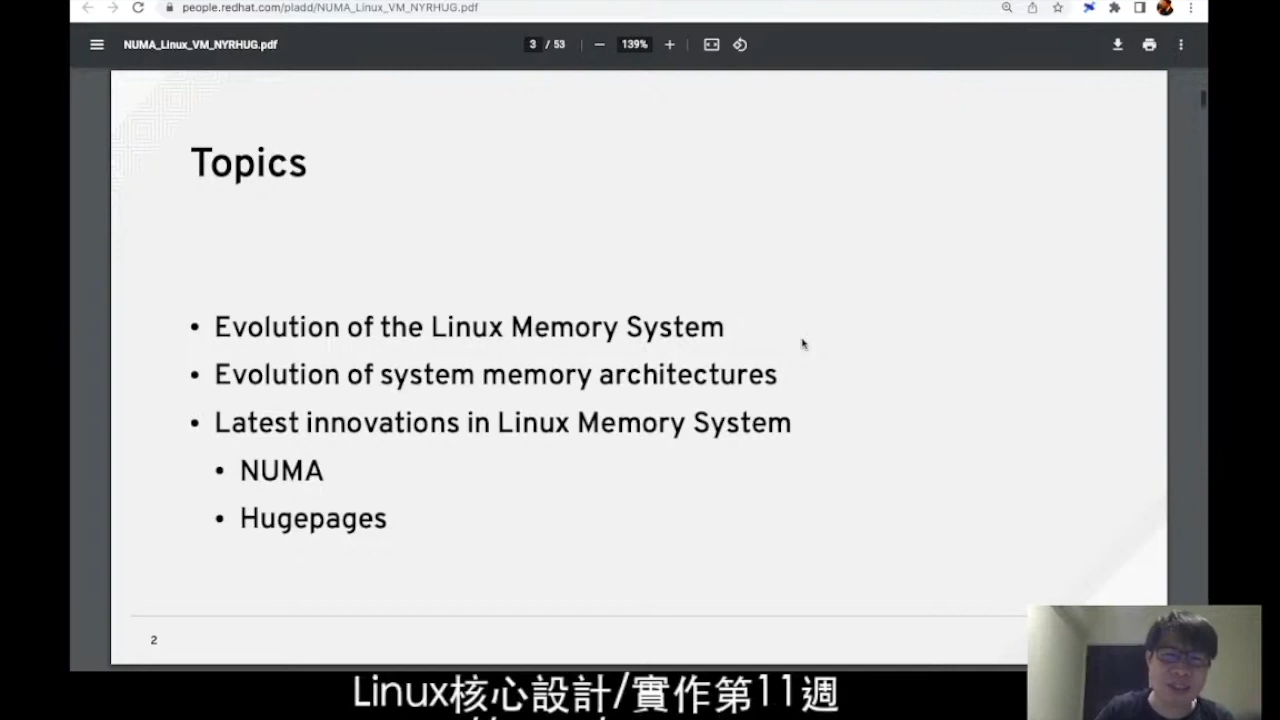 people.redhat.com/pladd/NUMA_Linux_VM_NYRHUG.pdf
NUMA_Linux_VM_NYRHUG.pdf
3 / 53
139%
Topics
• Evolution of the Linux Memory System
• Evolution of system memory architectures
• Latest innovations in Linux Memory System
• NUMA
• Hugepages
2
Linux核心設計/實作第11週